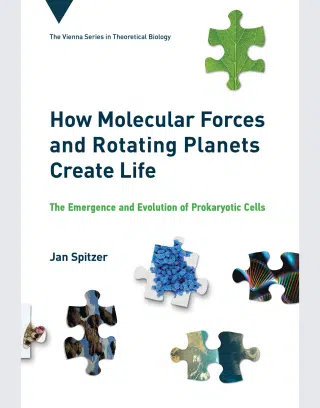 The Vienna Series in Theoretical Biology
How Molecular Forces
and Rotating Planets
Create Life
The Emergence and Evolution of Prokaryotic Cells
Jan Spitzer